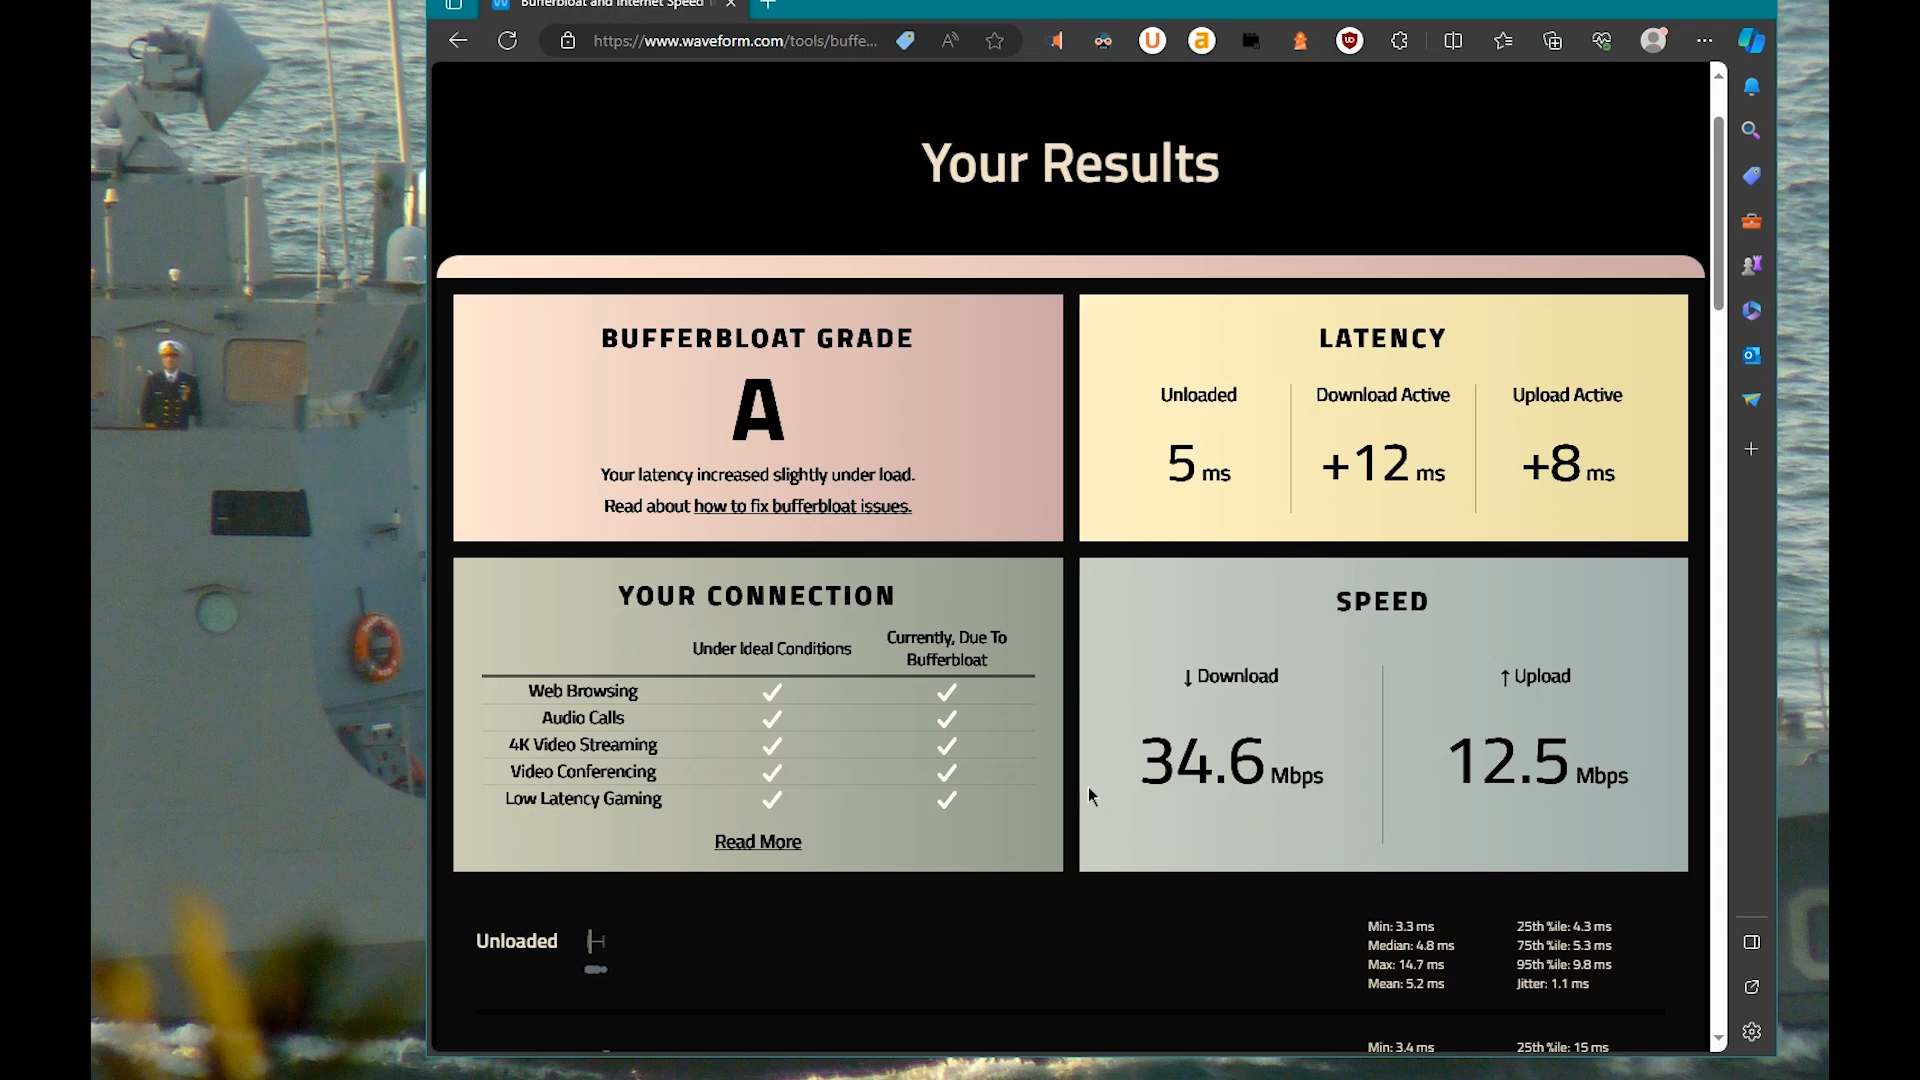 Bufferbloat and Internet Speed
https://www.waveform.com/tools/buffe...
Your Results
BUFFERBLOAT GRADE
A
Your latency increased slightly under load.
Read about how to fix bufferbloat issues.
LATENCY
Unloaded
5 ms
Download Active
+12 ms
Upload Active
+8 ms
YOUR CONNECTION
Under Ideal Conditions
Currently, Due To
Bufferbloat
Web Browsing
Audio Calls
4K Video Streaming
Video Conferencing
Low Latency Gaming
Read More
SPEED
↓ Download
34.6 Mbps
↑ Upload
12.5 Mbps
Unloaded
Min: 3.3 ms
Median: 4.8 ms
Max: 14.7 ms
Mean: 5.2 ms
25th %ile: 4.3 ms
75th %ile: 5.3 ms
95th %ile: 9.8 ms
Jitter: 1.1 ms
Min: 3.4 ms
25th %ile: 15 ms